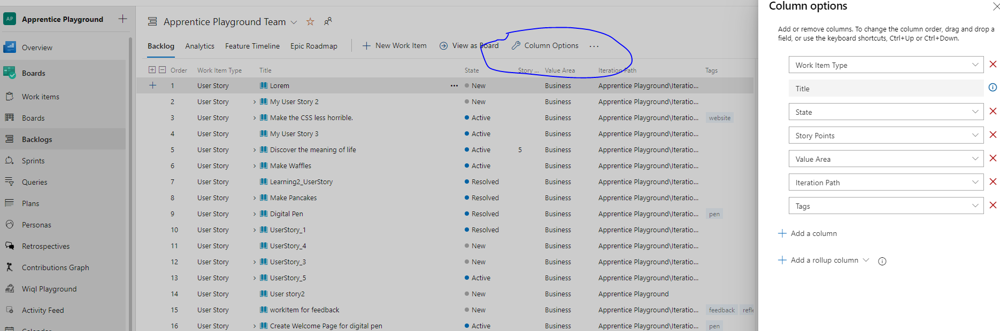 AP Apprentice Playground
Overview
Boards
Work items
Boards
Backlogs
Sprints
Queries
Plans
Personas
Retrospectives
Contributions Graph
Wiql Playground
Activity Feed
Calendar
Apprentice Playground Team
Backlog Analytics Feature Timeline Epic Roadmap New Work Item View as Board Column Options ...
Order Work Item Type Title State Story ... Value Area Iteration Path Tags
1 User Story Lorem ... New Business Apprentice Playground\Iteratio...
2 User Story My User Story 2 New Business Apprentice Playground\Iteratio...
3 User Story Make the CSS less horrible. Active Business Apprentice Playground\Iteratio... website
4 User Story My User Story 3 Active Business Apprentice Playground\Iteratio...
5 User Story Discover the meaning of life Active 5 Business Apprentice Playground\Iteratio...
6 User Story Make Waffles Active Business Apprentice Playground\Iteratio...
7 User Story Learning2_UserStory Resolved Business Apprentice Playground\Iteratio...
8 User Story Make Pancakes Resolved Business Apprentice Playground\Iteratio...
9 User Story Digital Pen Resolved Business Apprentice Playground\Iteratio... pen
10 User Story UserStory_1 Resolved Business Apprentice Playground\Iteratio...
11 User Story UserStory_4 New Business Apprentice Playground\Iteratio...
12 User Story UserStory_3 New Business Apprentice Playground\Iteratio...
13 User Story UserStory_5 Active Business Apprentice Playground\Iteratio...
14 User Story User story2 New Business Apprentice Playground
15 User Story workItem for feedback New Business Apprentice Playground\Iteratio... feedback refle
16 User Story Create Welcome Page for digital pen Active Business Apprentice Playground\Iteratio... pen
Column options
Add or remove columns. To change the column order, drag and drop a
field, or use the keyboard shortcuts, Ctrl+Up or Ctrl+Down.
Work Item Type
Title
State
Story Points
Value Area
Iteration Path
Tags
Add a column
Add a rollup column